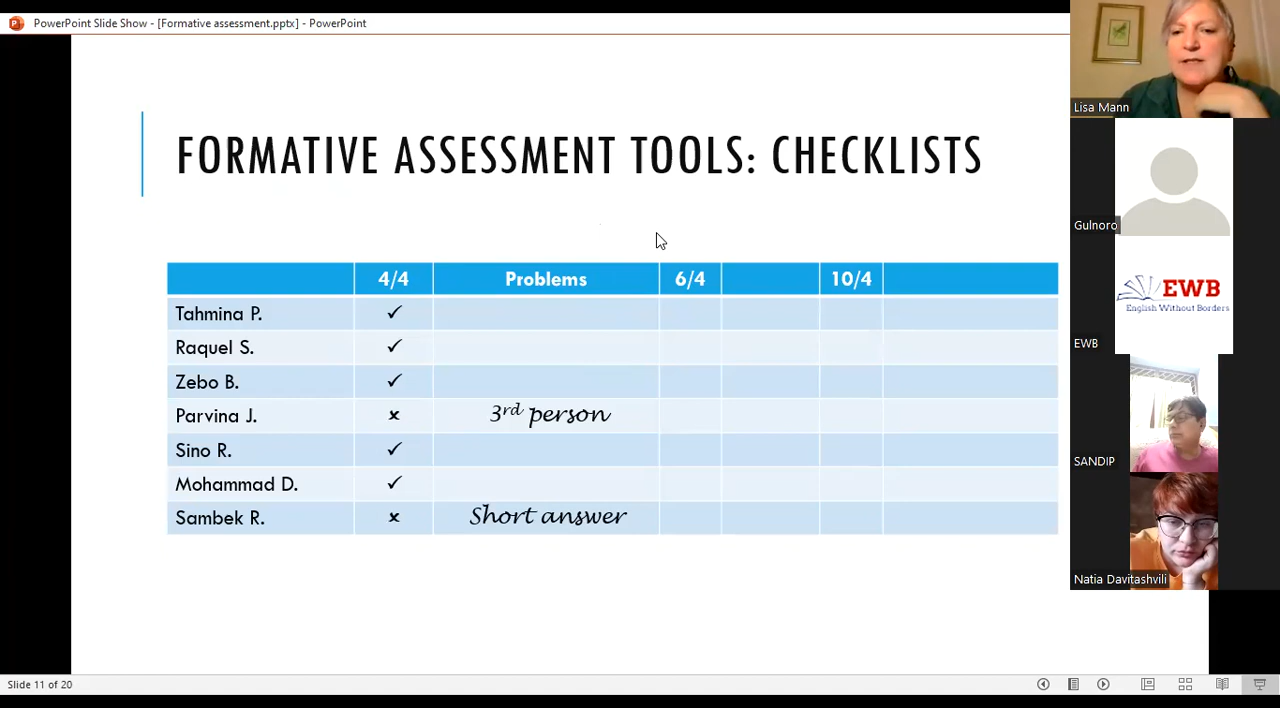 PowerPoint Slide Show - [Formative assessment.pptx] - PowerPoint
FORMATIVE ASSESSMENT TOOLS: CHECKLISTS
4/4 Problems 6/4 10/4
Tahmina P. ✓
Raquel S. ✓
Zebo B. ✓
Parvina J. x 3rd person
Sino R. ✓
Mohammad D. ✓
Sambek R. x Short answer
Lisa Mann
Gulnoro
EWB
English Without Borders
EWB
SANDIP
Natia Davitashvili
Slide 11 of 20